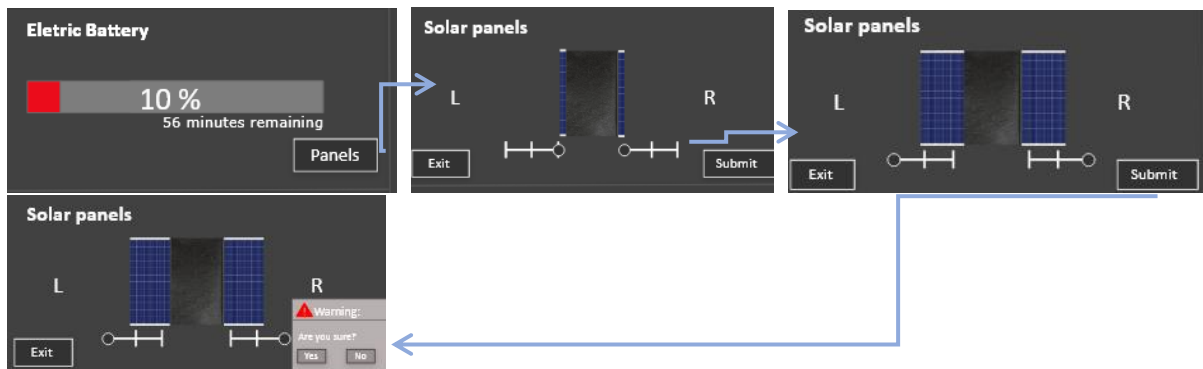 Eletric Battery
10 %
56 minutes remaining
Panels
Solar panels
L
R
Exit
Submit
Solar panels
L
R
Exit
Submit
Solar panels
L
R
Warning:
Are you sure?
Yes
No
Exit